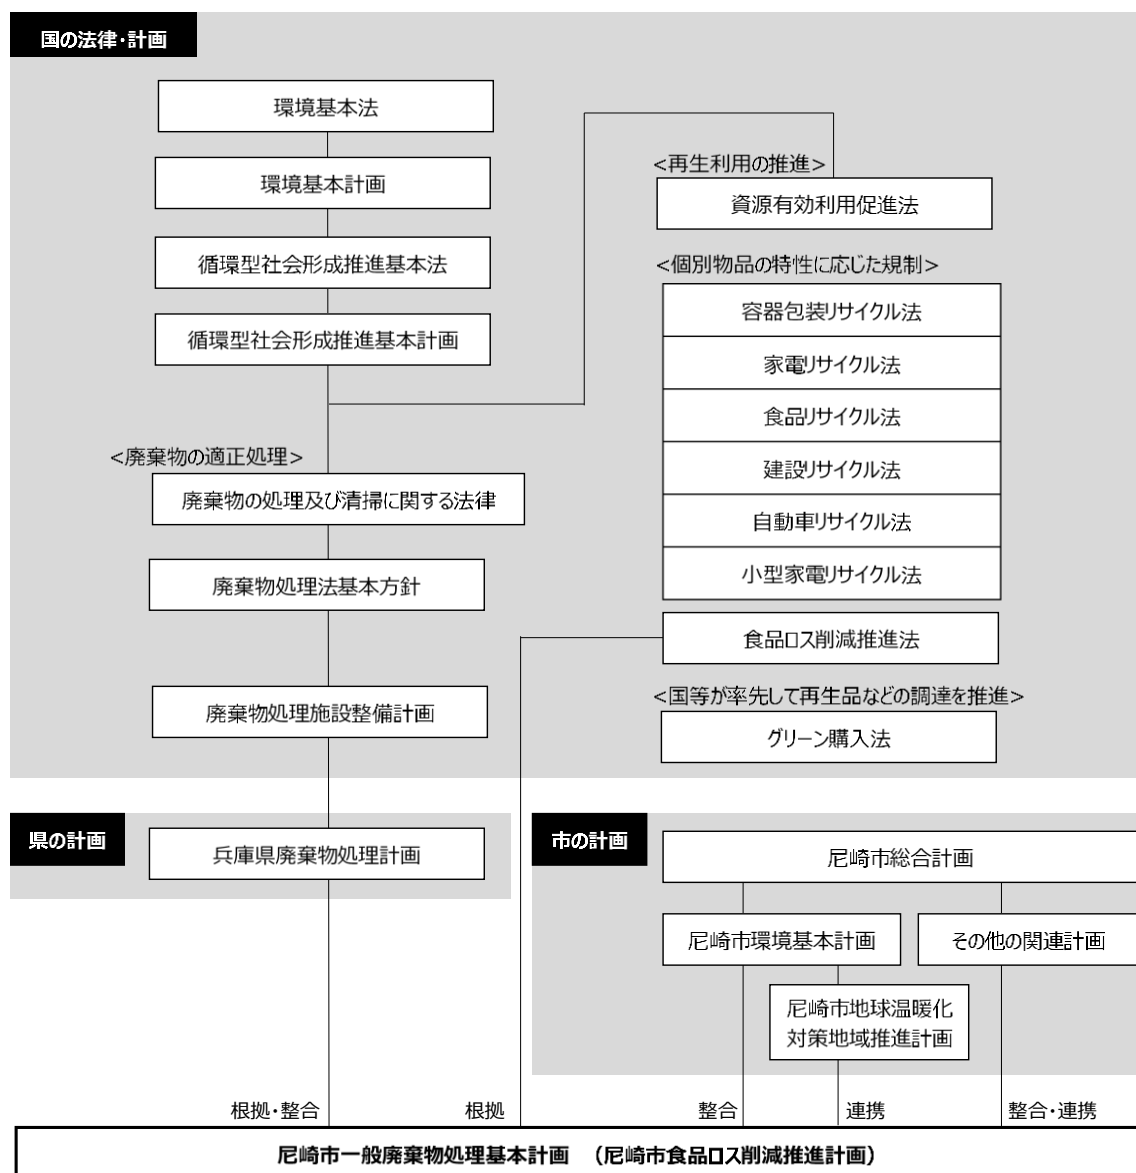 国の法律・計画
環境基本法
環境基本計画
循環型社会形成推進基本法
循環型社会形成推進基本計画
<廃棄物の適正処理>
廃棄物の処理及び清掃に関する法律
廃棄物処理法基本方針
廃棄物処理施設整備計画
<再生利用の推進>
資源有効利用促進法
<個別物品の特性に応じた規制>
容器包装リサイクル法
家電リサイクル法
食品リサイクル法
建設リサイクル法
自動車リサイクル法
小型家電リサイクル法
食品ロス削減推進法
<国等が率先して再生品などの調達を推進>
グリーン購入法
県の計画
兵庫県廃棄物処理計画
市の計画
尼崎市総合計画
尼崎市環境基本計画
その他の関連計画
尼崎市地球温暖化
対策地域推進計画
根拠・整合
根拠
整合
連携
整合・連携
尼崎市一般廃棄物処理基本計画 (尼崎市食品ロス削減推進計画)